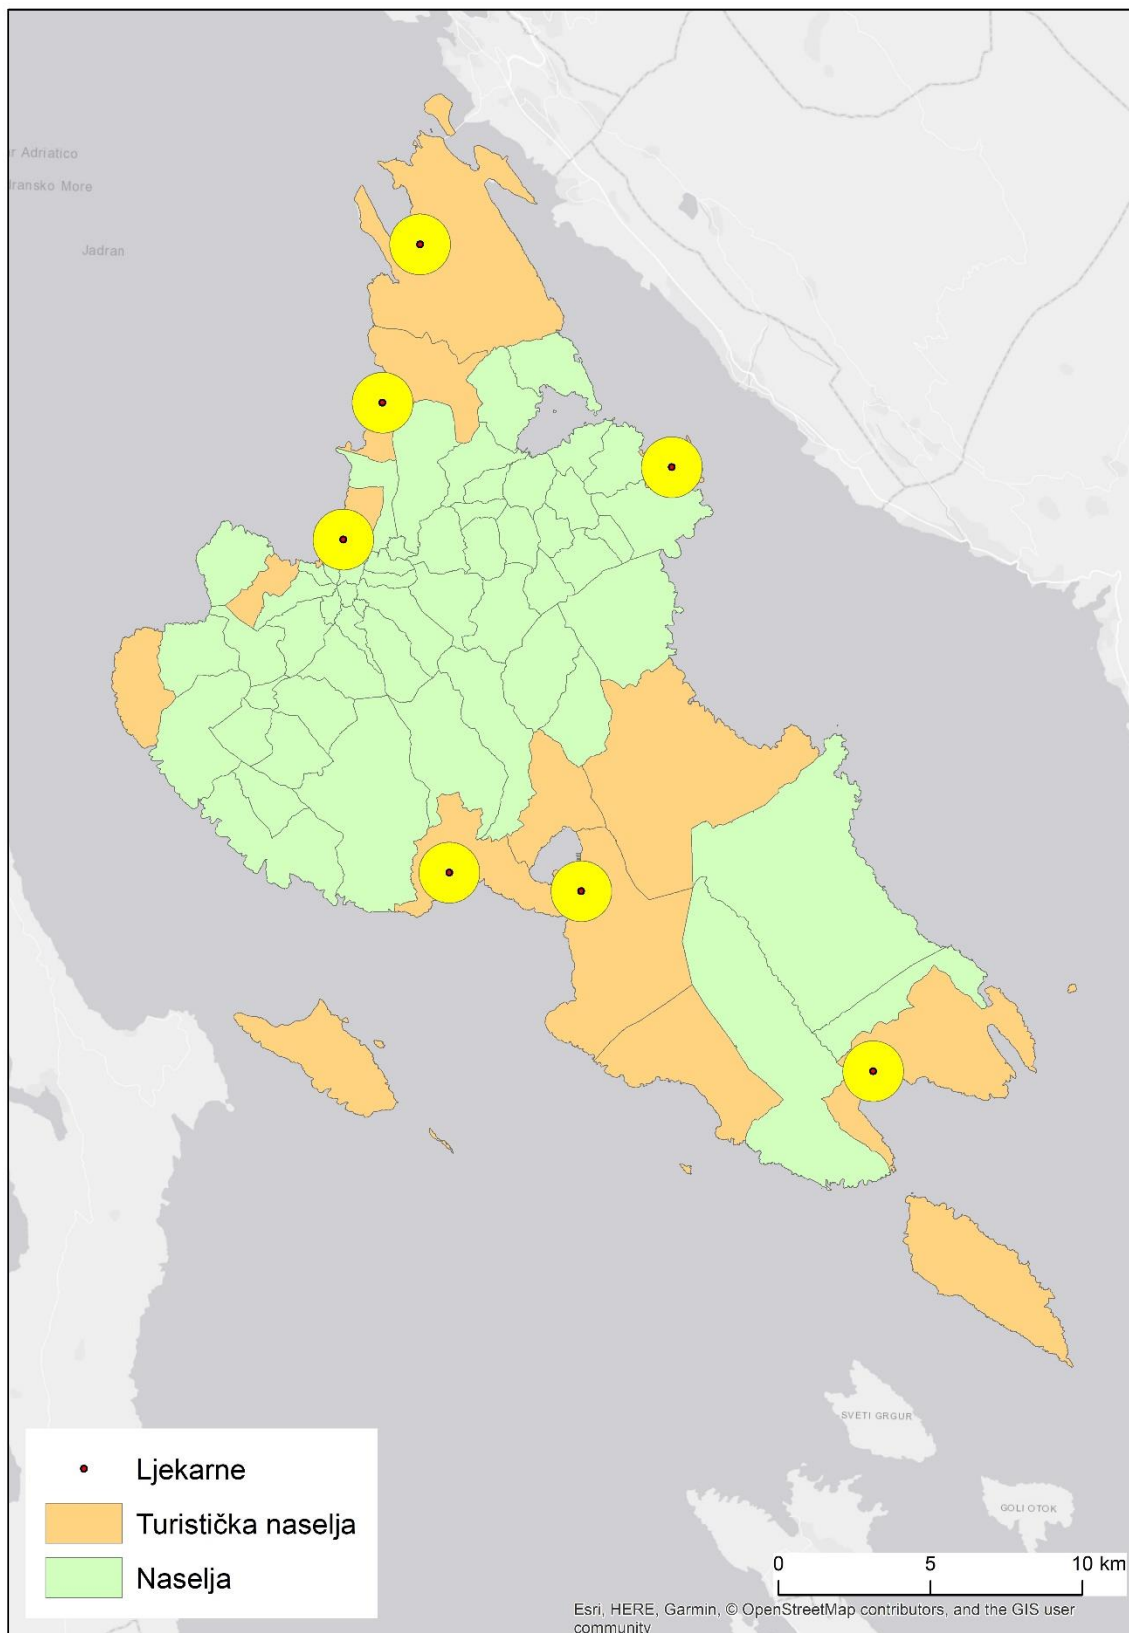 r Adriatico
dransko More
Jadran
SVETI GRGUR
GOLI OTOK
Ljekarne
Turistička naselja
Naselja
0 5 10 km
Esri, HERE, Garmin, © OpenStreetMap contributors, and the GIS user
community